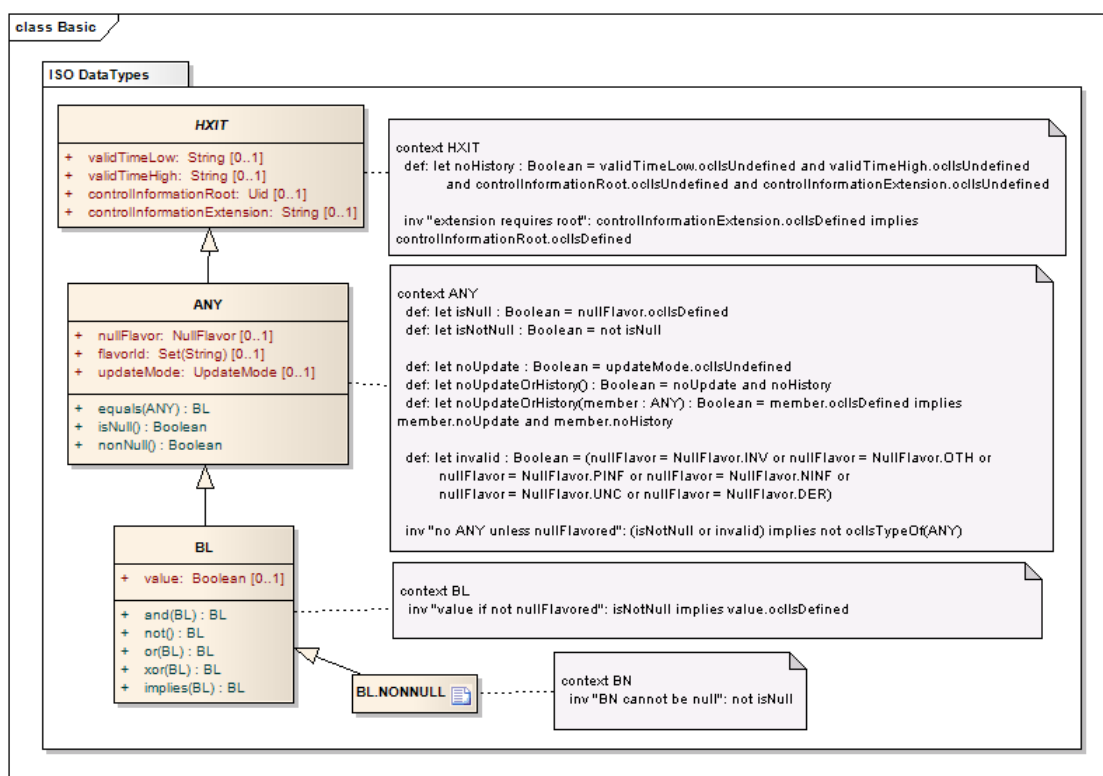 class Basic
ISO DataTypes
HXIT
+ validTimeLow: String [0..1]
+ validTimeHigh: String [0..1]
+ controlInformationRoot: Uid [0..1]
+ controlInformationExtension: String [0..1]
context HXIT
def: let noHistory : Boolean = validTimeLow.oclIsUndefined and validTimeHigh.oclIsUndefined
and controlInformationRoot.oclIsUndefined and controlInformationExtension.oclIsUndefined
inv "extension requires root": controlInformationExtension.oclIsDefined implies
controlInformationRoot.oclIsDefined
ANY
+ nullFlavor: NullFlavor [0..1]
+ flavorId: Set(String) [0..1]
+ updateMode: UpdateMode [0..1]
+ equals(ANY) : BL
+ isNull() : Boolean
+ nonNull() : Boolean
context ANY
def: let isNull : Boolean = nullFlavor.oclIsDefined
def: let isNotNull : Boolean = not isNull
def: let noUpdate : Boolean = updateMode.oclIsUndefined
def: let noUpdateOrHistory() : Boolean = noUpdate and noHistory
def: let noUpdateOrHistory(member : ANY) : Boolean = member.oclIsDefined implies
member.noUpdate and member.noHistory
def: let invalid : Boolean = (nullFlavor = NullFlavor.INV or nullFlavor = NullFlavor.OTH or
nullFlavor = NullFlavor.PINF or nullFlavor = NullFlavor.NINF or
nullFlavor = NullFlavor.UNC or nullFlavor = NullFlavor.DER)
inv "no ANY unless nullFlavored": (isNotNull or invalid) implies not oclIsTypeOf(ANY)
BL
+ value: Boolean [0..1]
+ and(BL) : BL
+ not() : BL
+ or(BL) : BL
+ xor(BL) : BL
+ implies(BL) : BL
context BL
inv "value if not nullFlavored": isNotNull implies value.oclIsDefined
BL.NONNULL
context BN
inv "BN cannot be null": not isNull